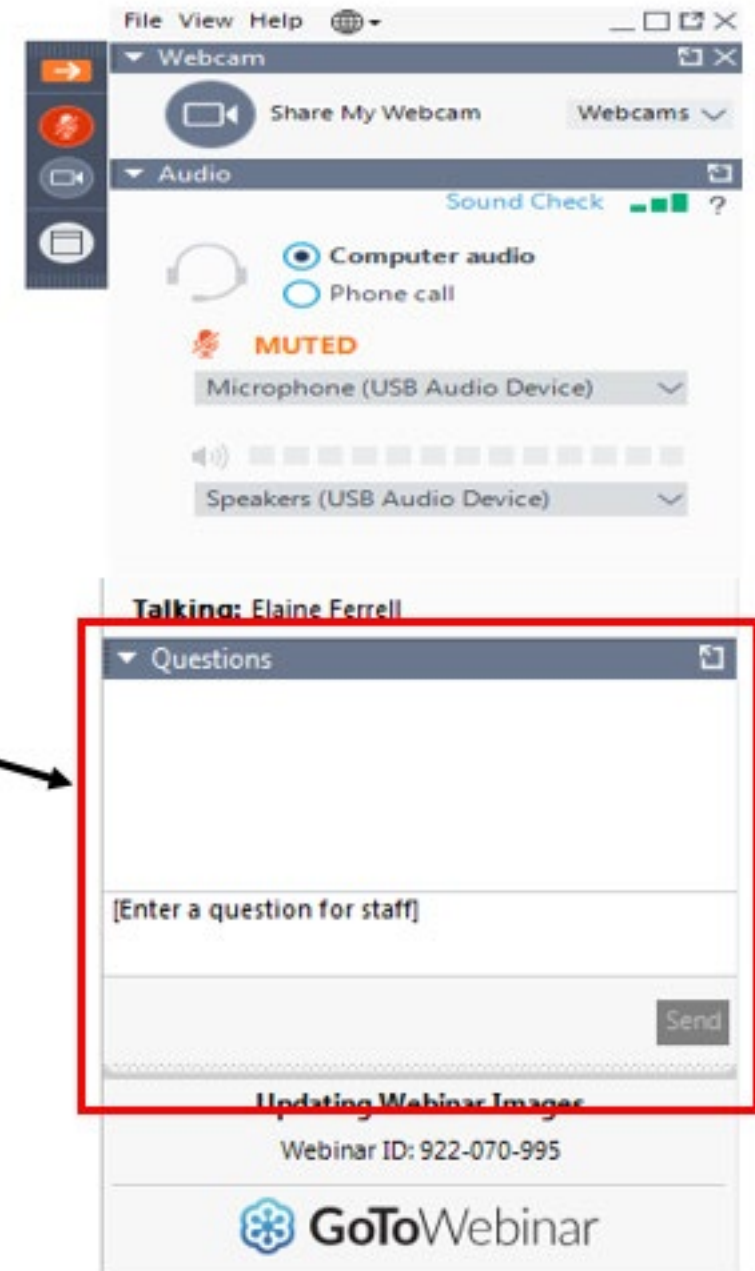 File View Help
Webcam
Share My Webcam Webcams
Audio
Sound Check ?
Computer audio
Phone call
MUTED
Microphone (USB Audio Device)
Speakers (USB Audio Device)
Talking: Elaine Ferrell
Questions
[Enter a question for staff]
Send
Updating Webinar Images
Webinar ID: 922-070-995
GoToWebinar